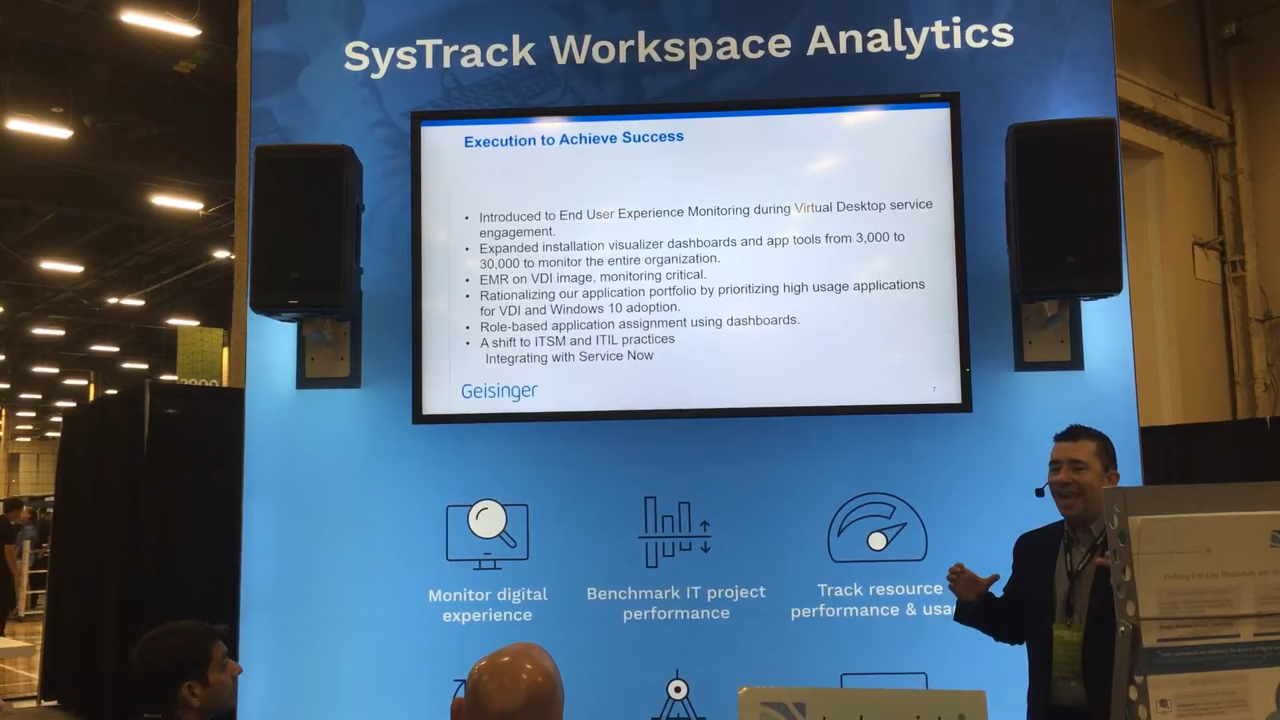 SysTrack Workspace Analytics
Execution to Achieve Success
• Introduced to End User Experience Monitoring during Virtual Desktop service
engagement.
• Expanded installation visualizer dashboards and app tools from 3,000 to
30,000 to monitor the entire organization.
• EMR on VDI image, monitoring critical.
• Rationalizing our application portfolio by prioritizing high usage applications
for VDI and Windows 10 adoption.
• Role-based application assignment using dashboards.
• A shift to ITSM and ITIL practices
Integrating with Service Now
Geisinger
7
Monitor digital
experience
Benchmark IT project
performance
Track resource
performance &